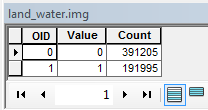 land_water.img
OID Value Count
0 0 391205
1 1 191995
1